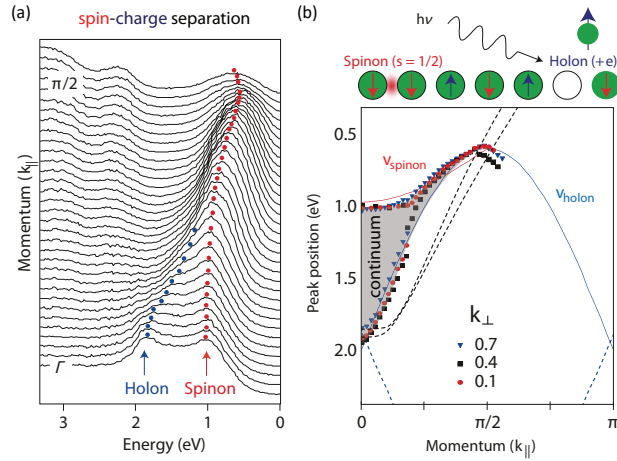 (a)
spin-charge separation
π/2
Γ
Momentum (k∥)
Holon
Spinon
3
2
1
0
Energy (eV)
(b)
hν
Spinon (s = 1/2)
Holon (+e)
0.5
1.0
1.5
2.0
Peak position (eV)
v spinon
v holon
continuum
k⊥
0.7
0.4
0.1
0
π/2
π
Momentum (k∥)